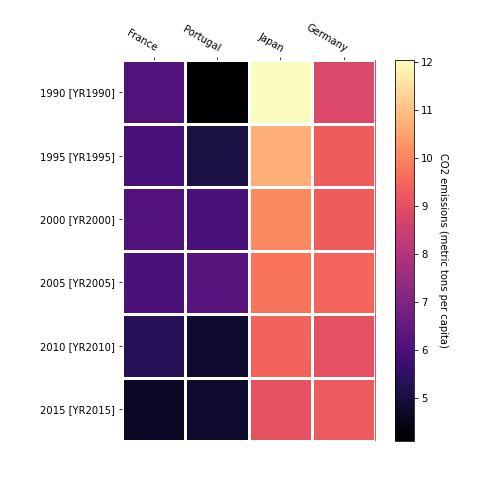 France Portugal Japan Germany
1990 [YR1990]
1995 [YR1995]
2000 [YR2000]
2005 [YR2005]
2010 [YR2010]
2015 [YR2015]
12
11
10
9
8
7
6
5
CO2 emissions (metric tons per capita)